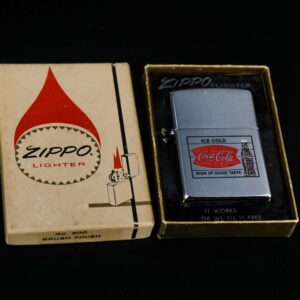 ZIPPO
LIGHTER
No. 200
BRUSH FINISH
ZIPPO LIGHTER
ICE COLD
Coca-Cola
SIGN OF GOOD TASTE
IT WORKS
OR WE FIX IT FREE